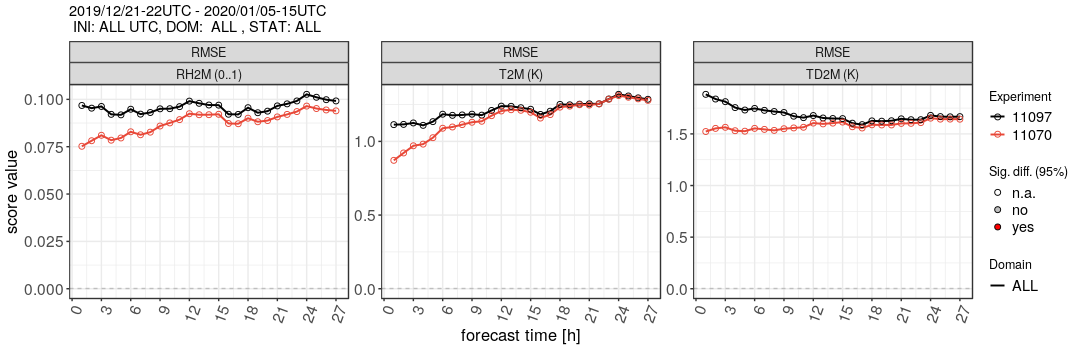 2019/12/21-22UTC - 2020/01/05-15UTC
INI: ALL UTC, DOM: ALL , STAT: ALL
RMSE
RH2M (0..1)
RMSE
T2M (K)
RMSE
TD2M (K)
score value
0.100
0.075
0.050
0.025
0.000
1.0
0.5
0.0
1.5
1.0
0.5
0.0
0 3 6 9 12 15 18 21 24 27
0 3 6 9 12 15 18 21 24 27
0 3 6 9 12 15 18 21 24 27
forecast time [h]
Experiment
11097
11070
Sig. diff. (95%)
n.a.
no
yes
Domain
ALL